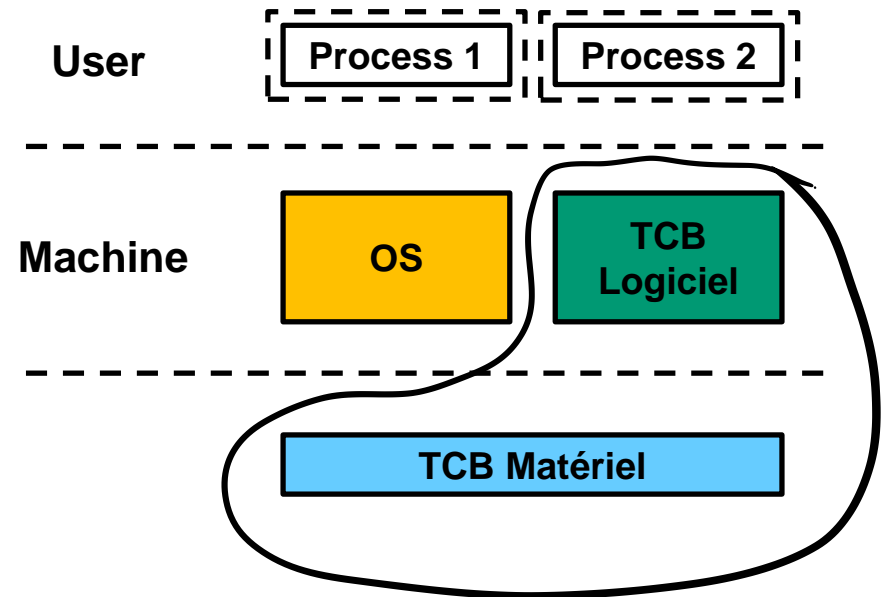 User
Process 1
Process 2
Machine
OS
TCB
Logiciel
TCB Matériel